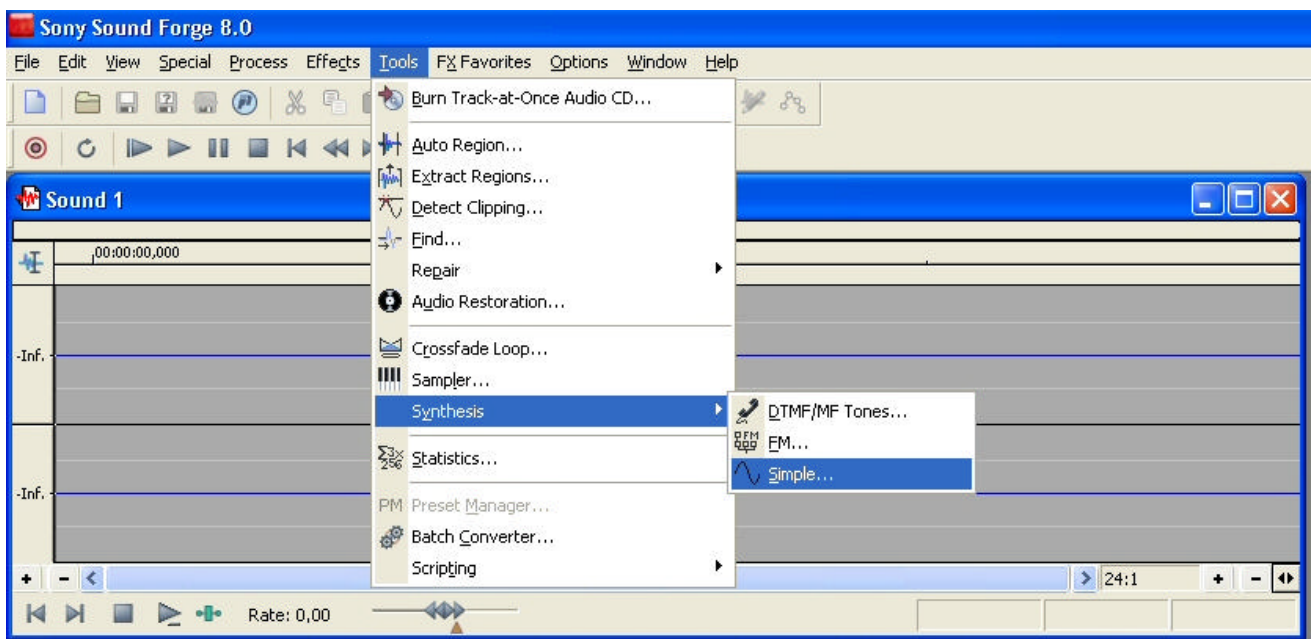 Sony Sound Forge 8.0
File Edit View Special Process Effects Tools FX Favorites Options Window Help
Burn Track-at-Once Audio CD...
Auto Region...
Extract Regions...
Sound 1
Detect Clipping...
Find...
00:00:00,000
Repair
Audio Restoration...
-Inf.
Crossfade Loop...
Sampler...
Synthesis
DTMF/MF Tones...
FM...
Statistics...
Simple...
-Inf.
PM Preset Manager...
Batch Converter...
Scripting
24:1
Rate: 0,00